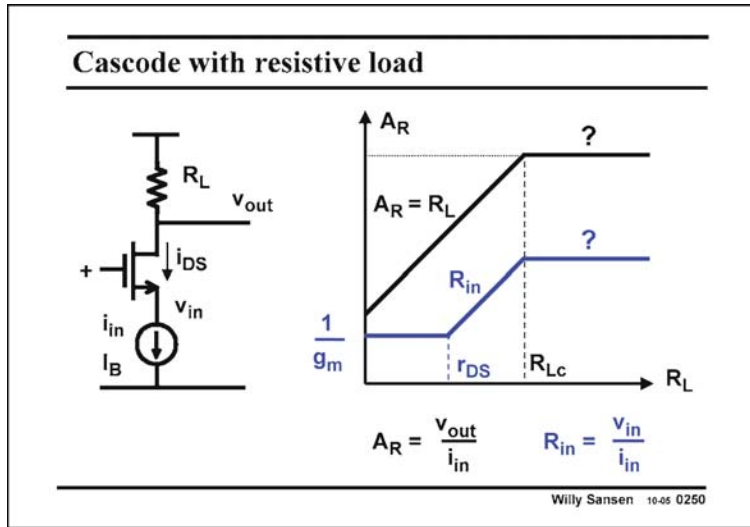 Cascode with resistive load
R_L
v_out
+
i_DS
v_in
i_in
I_B
A_R
?
A_R = R_L
?
R_in
1
g_m
r_DS
R_Lc
R_L
A_R = v_out / i_in
R_in = v_in / i_in
Willy Sansen 10-05 0250